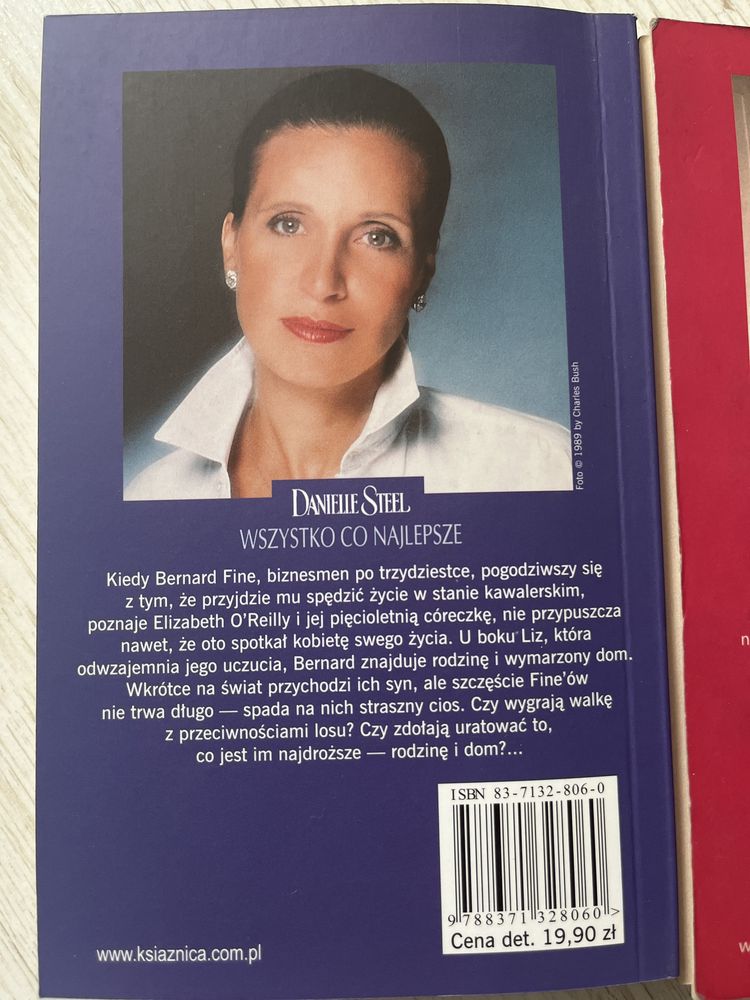 Foto © 1989 by Charles Bush
DANIELLE STEEL
WSZYSTKO CO NAJLEPSZE
Kiedy Bernard Fine, biznesmen po trzydziestce, pogodziwszy się
z tym, że przyjdzie mu spędzić życie w stanie kawalerskim,
poznaje Elizabeth O'Reilly i jej pięcioletnią córeczkę, nie przypuszcza
nawet, że oto spotkał kobietę swego życia. U boku Liz, która
odwzajemnia jego uczucia, Bernard znajduje rodzinę i wymarzony dom.
Wkrótce na świat przychodzi ich syn, ale szczęście Fine'ów
nie trwa długo — spada na nich straszny cios. Czy wygrają walkę
z przeciwnościami losu? Czy zdołają uratować to,
co jest im najdroższe — rodzinę i dom?...
ISBN 83-7132-806-0
9 788371 328060 >
Cena det. 19,90 zł
www.ksiaznica.com.pl